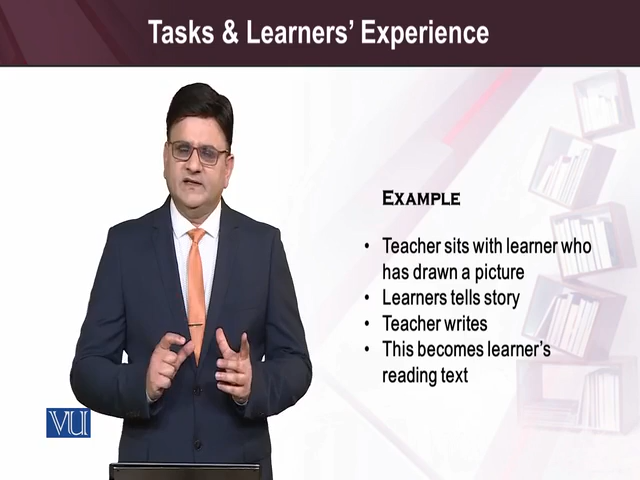 Tasks & Learners' Experience
EXAMPLE
• Teacher sits with learner who
has drawn a picture
• Learners tells story
• Teacher writes
• This becomes learner's
reading text
VU